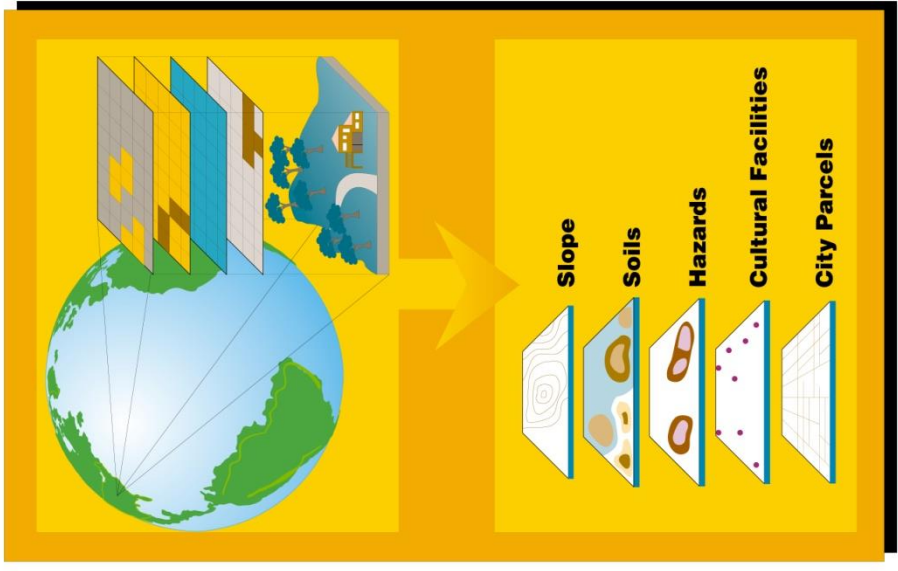 Slope
Soils
Hazards
Cultural Facilities
City Parcels